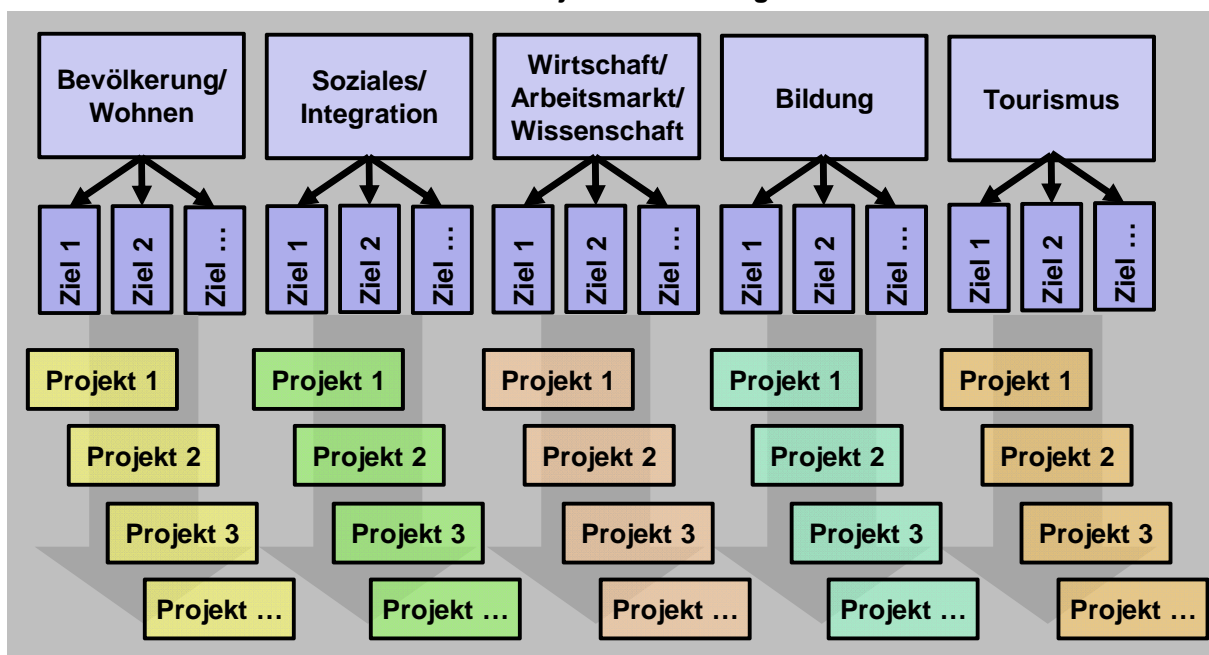 Bevölkerung/
Wohnen
Soziales/
Integration
Wirtschaft/
Arbeitsmarkt/
Wissenschaft
Bildung
Tourismus
Ziel 1
Ziel 2
Ziel …
Ziel 1
Ziel 2
Ziel …
Ziel 1
Ziel 2
Ziel …
Ziel 1
Ziel 2
Ziel …
Ziel 1
Ziel 2
Ziel …
Projekt 1
Projekt 1
Projekt 1
Projekt 1
Projekt 1
Projekt 2
Projekt 2
Projekt 2
Projekt 2
Projekt 2
Projekt 3
Projekt 3
Projekt 3
Projekt 3
Projekt 3
Projekt …
Projekt …
Projekt …
Projekt …
Projekt …